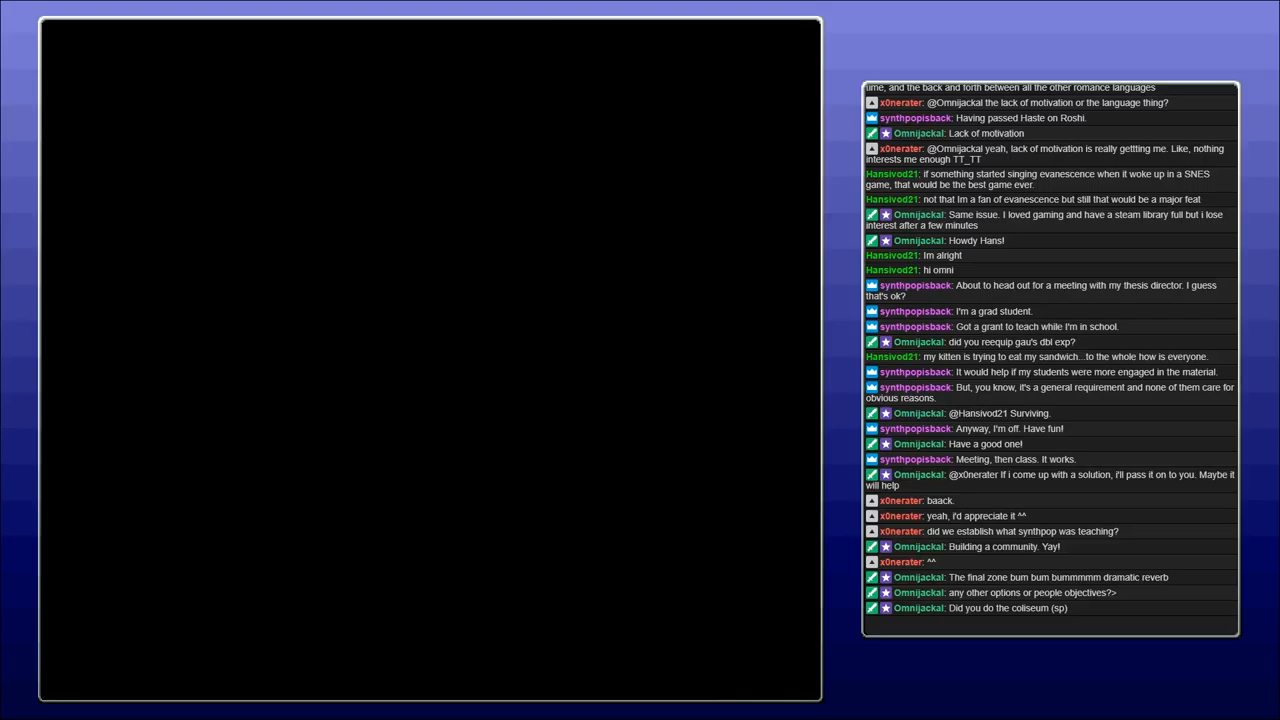 time, and the back and forth between all the other romance languages
x0nerater: @Omnijackal the lack of motivation or the language thing?
synthpopisback: Having passed Haste on Roshi.
Omnijackal: Lack of motivation
x0nerater: @Omnijackal yeah, lack of motivation is really gettting me. Like, nothing
interests me enough TT_TT
Hansivod21: if something started singing evanescence when it woke up in a SNES
game, that would be the best game ever.
Hansivod21: not that Im a fan of evanescence but still that would be a major feat
Omnijackal: Same issue. I loved gaming and have a steam library full but i lose
interest after a few minutes
Omnijackal: Howdy Hans!
Hansivod21: Im alright
Hansivod21: hi omni
synthpopisback: About to head out for a meeting with my thesis director. I guess
that's ok?
synthpopisback: I'm a grad student.
synthpopisback: Got a grant to teach while I'm in school.
Omnijackal: did you reequip gau's dbl exp?
Hansivod21: my kitten is trying to eat my sandwich...to the whole how is everyone.
synthpopisback: It would help if my students were more engaged in the material.
synthpopisback: But, you know, it's a general requirement and none of them care for
obvious reasons.
Omnijackal: @Hansivod21 Surviving.
synthpopisback: Anyway, I'm off. Have fun!
Omnijackal: Have a good one!
synthpopisback: Meeting, then class. It works.
Omnijackal: @x0nerater If i come up with a solution, i'll pass it on to you. Maybe it
will help
x0nerater: baack.
x0nerater: yeah, i'd appreciate it ^^
x0nerater: did we establish what synthpop was teaching?
Omnijackal: Building a community. Yay!
x0nerater: ^^
Omnijackal: The final zone bum bum bummmmm dramatic reverb
Omnijackal: any other options or people objectives?>
Omnijackal: Did you do the coliseum (sp)